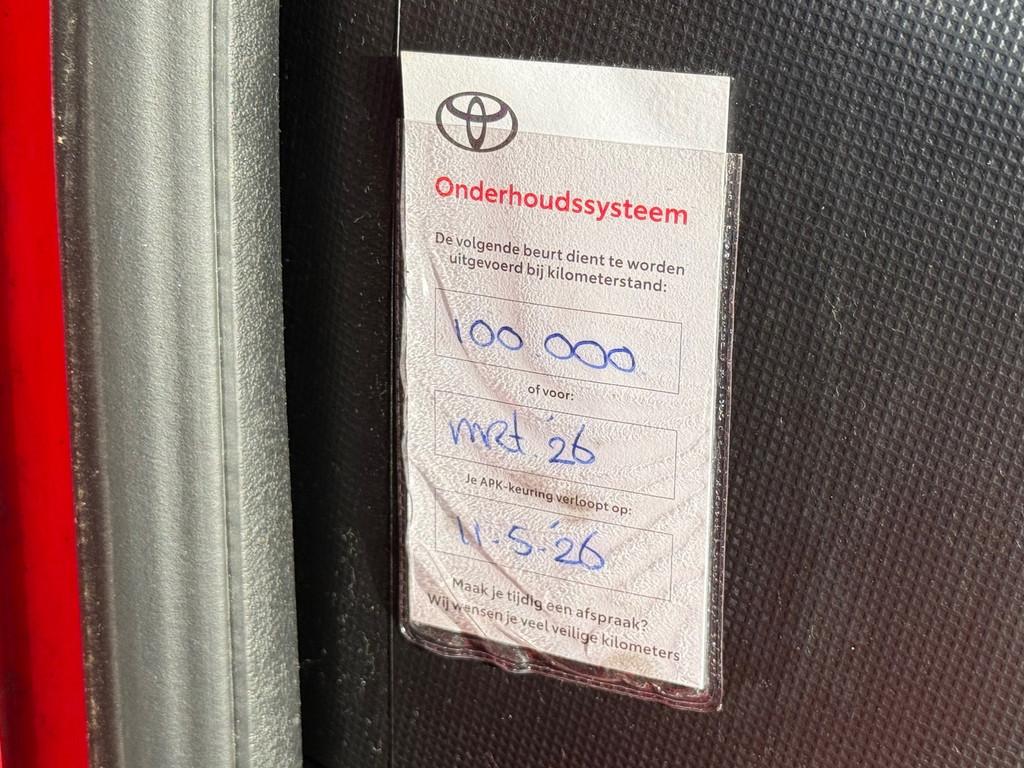 Onderhoudssysteem
De volgende beurt dient te worden
uitgevoerd bij kilometerstand:
100.000
of voor:
mrt. '26
Je APK-keuring verloopt op:
11-5-'26
Maak je tijdig een afspraak?
Wij wensen je veel veilige kilometers